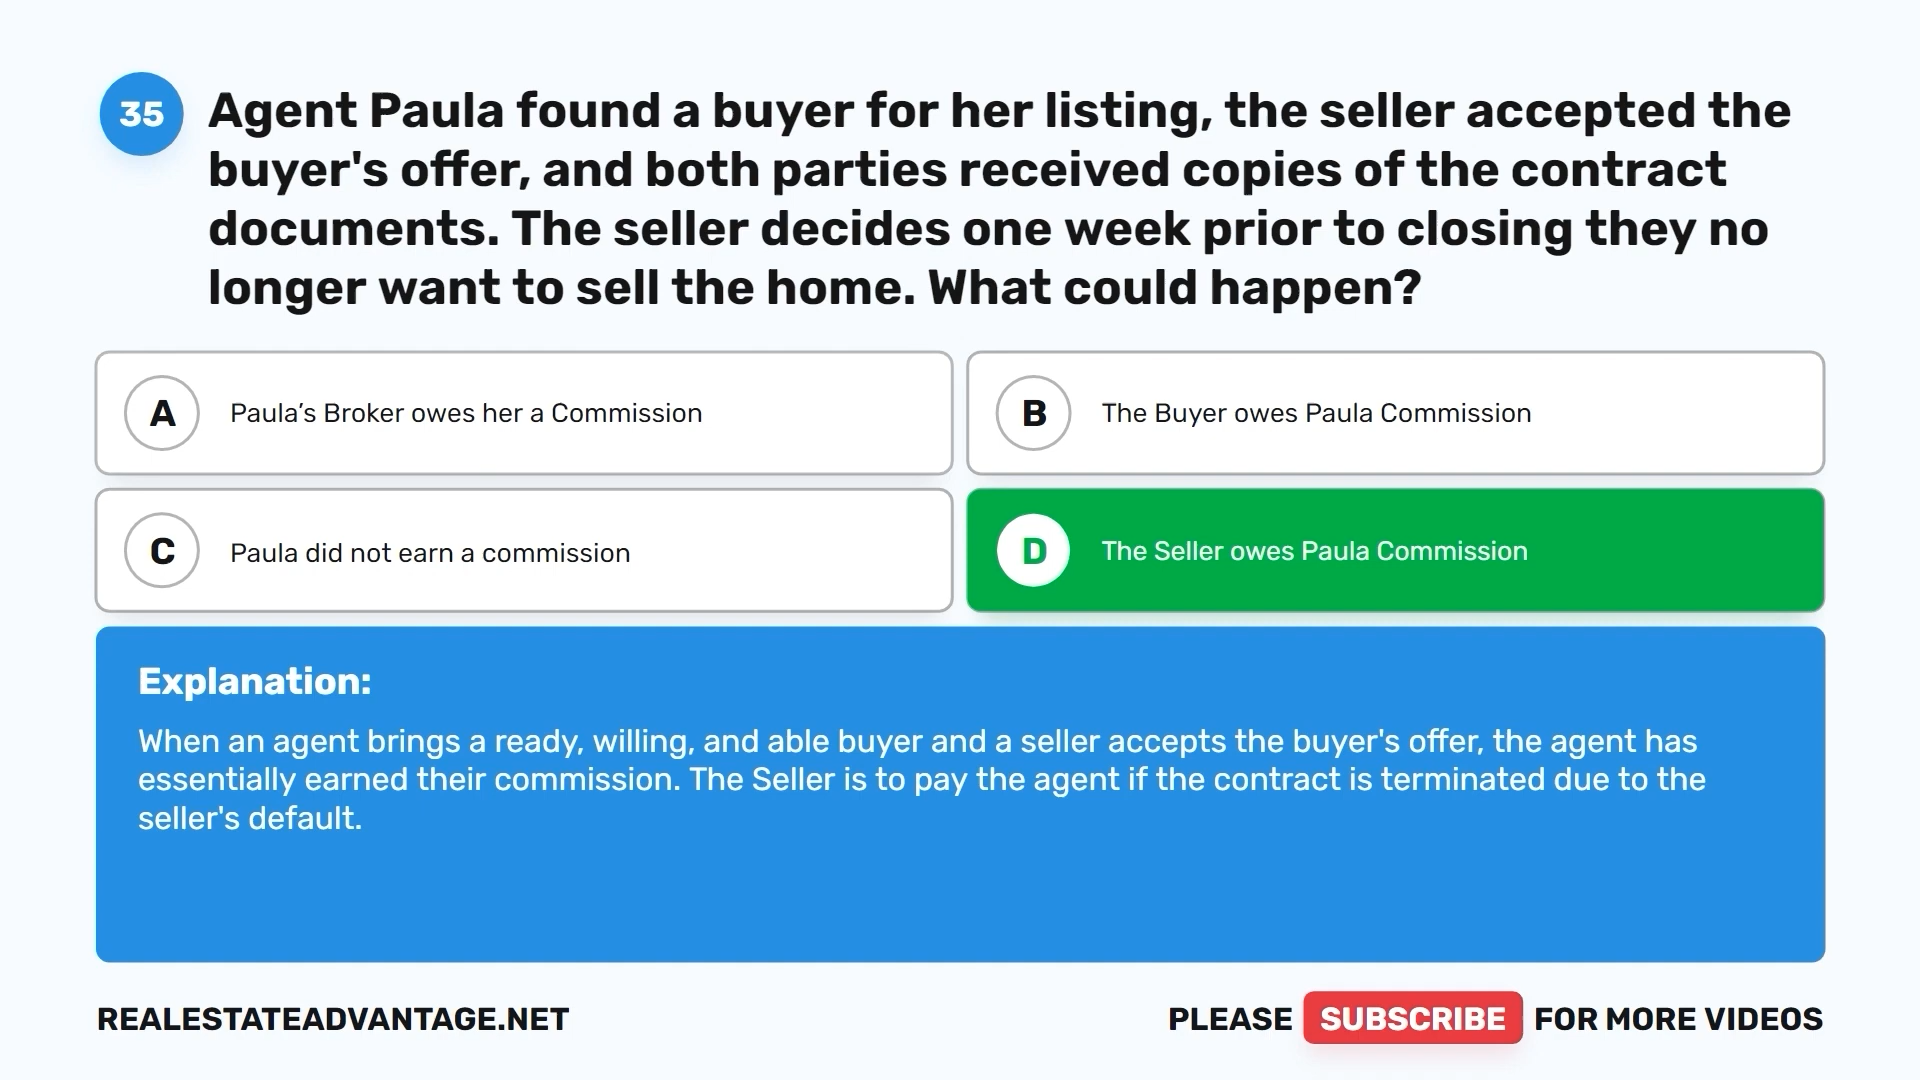 35
Agent Paula found a buyer for her listing, the seller accepted the
buyer's offer, and both parties received copies of the contract
documents. The seller decides one week prior to closing they no
longer want to sell the home. What could happen?
A Paula’s Broker owes her a Commission
B The Buyer owes Paula Commission
C Paula did not earn a commission
D The Seller owes Paula Commission
Explanation:
When an agent brings a ready, willing, and able buyer and a seller accepts the buyer's offer, the agent has
essentially earned their commission. The Seller is to pay the agent if the contract is terminated due to the
seller's default.
REALESTATEADVANTAGE.NET
PLEASE SUBSCRIBE FOR MORE VIDEOS